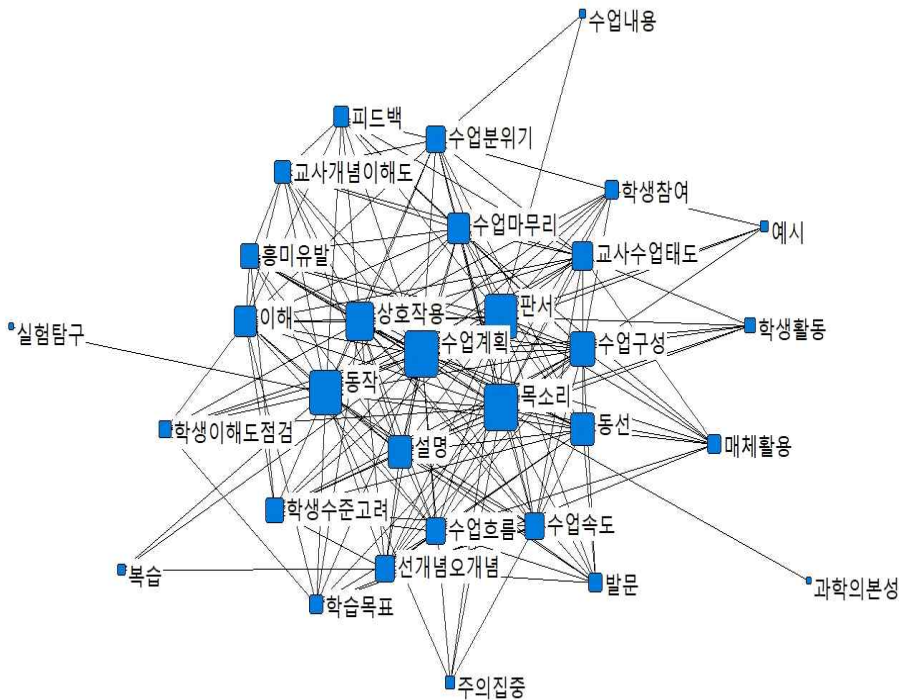 수업내용
피드백
수업분위기
교사개념이해도
학생참여
수업마무리
예시
흥미유발
교사수업태도
판서
이해
상호작용
실험탐구
학생활동
수업계획
수업구성
동작
목소리
학생이해도점검
설명
동선
매체활용
학생수준고려
수업흐름
수업속도
복습
선개념오개념
발문
과학의본성
학습목표
주의집중